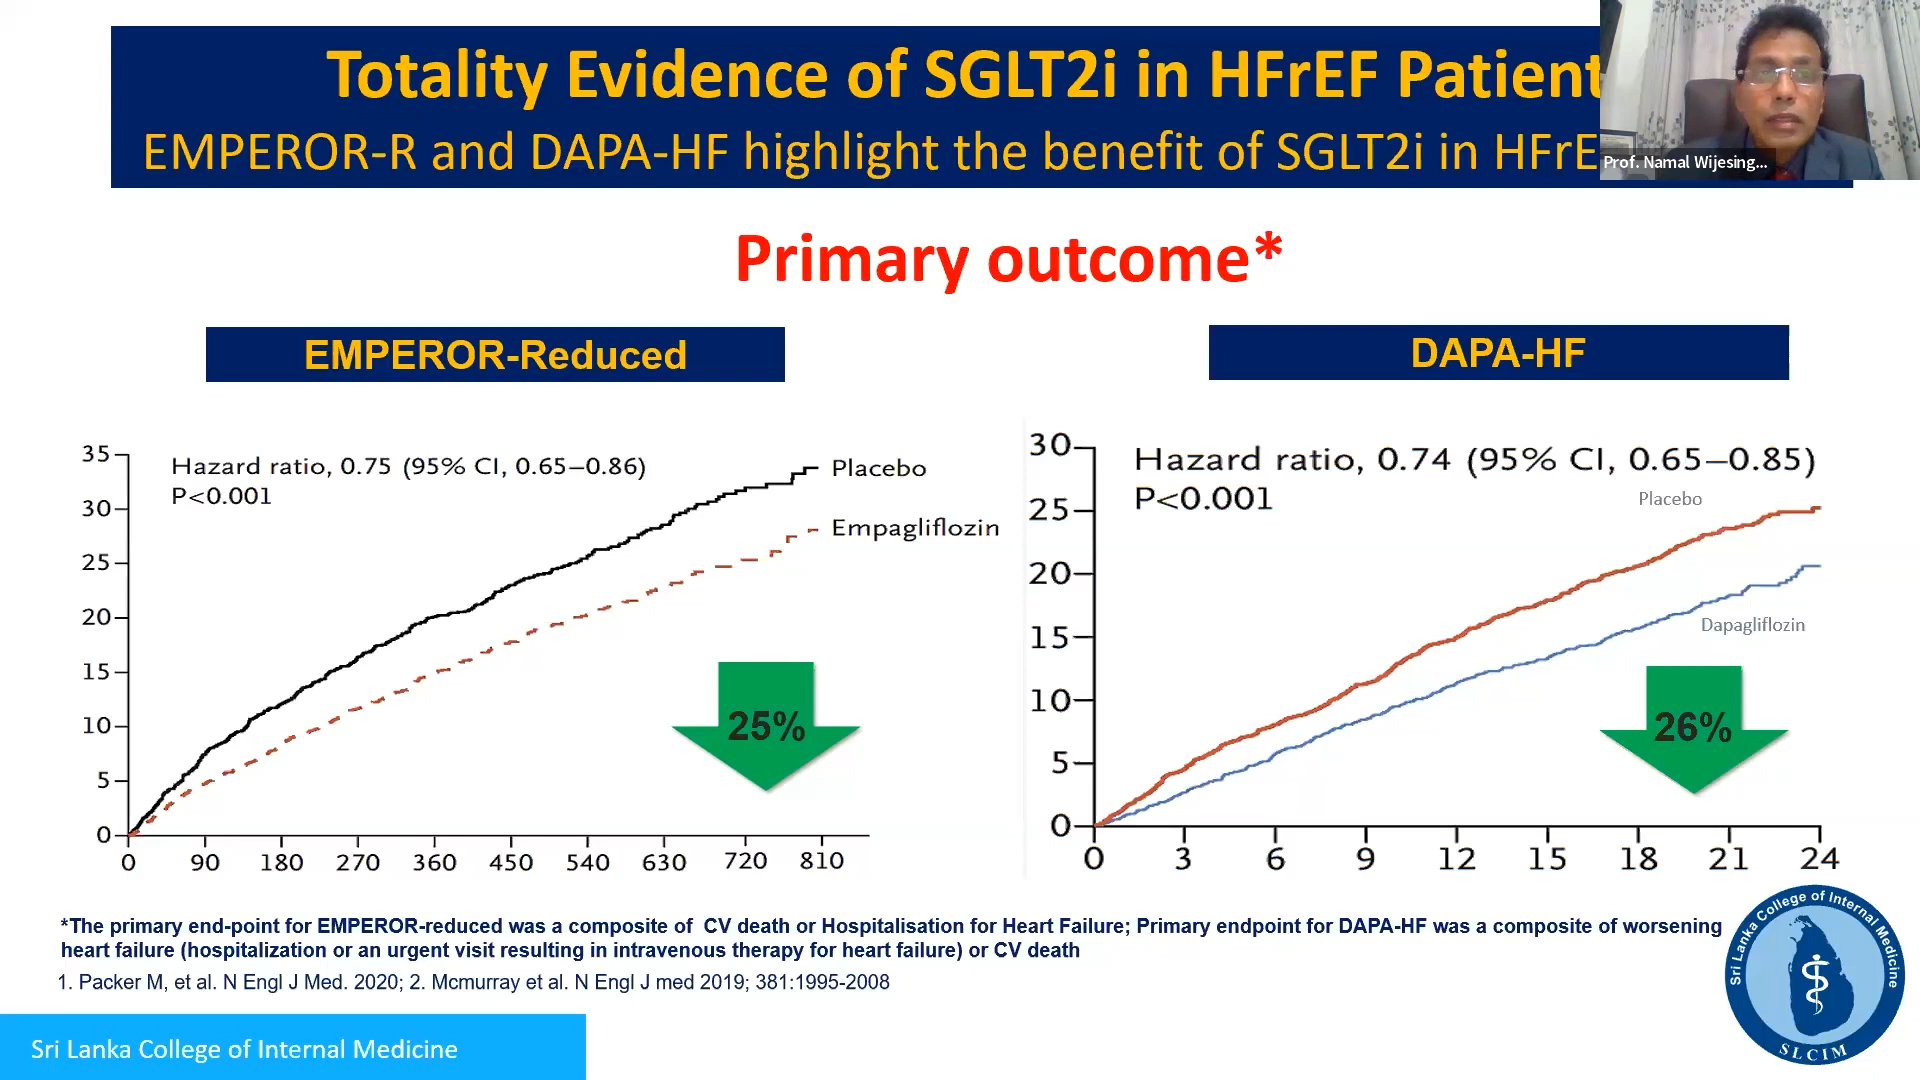 Totality Evidence of SGLT2i in HFrEF Patient
EMPEROR-R and DAPA-HF highlight the benefit of SGLT2i in HFrE
Prof. Namal Wijesing...
Primary outcome*
EMPEROR-Reduced
DAPA-HF
Hazard ratio, 0.75 (95% CI, 0.65–0.86)
P<0.001
Placebo
Empagliflozin
35
30
25
20
15
10
5
0
0 90 180 270 360 450 540 630 720 810
25%
Hazard ratio, 0.74 (95% CI, 0.65–0.85)
P<0.001
Placebo
Dapagliflozin
30
25
20
15
10
5
0
0 3 6 9 12 15 18 21 24
26%
*The primary end-point for EMPEROR-reduced was a composite of CV death or Hospitalisation for Heart Failure; Primary endpoint for DAPA-HF was a composite of worsening
heart failure (hospitalization or an urgent visit resulting in intravenous therapy for heart failure) or CV death
1. Packer M, et al. N Engl J Med. 2020; 2. Mcmurray et al. N Engl J med 2019; 381:1995-2008
Sri Lanka College of Internal Medicine
Sri Lanka College of Internal Medicine
SLCIM